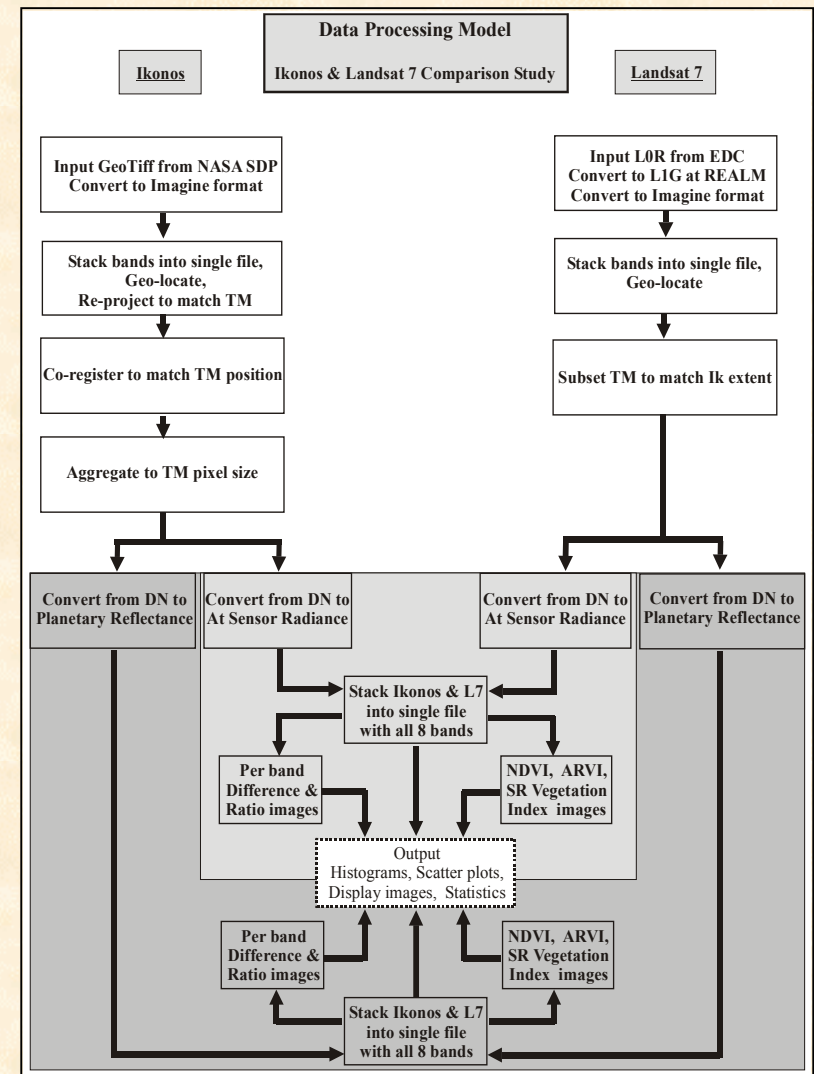 Data Processing Model
Ikonos & Landsat 7 Comparison Study
Ikonos
Landsat 7
Input GeoTiff from NASA SDP
Convert to Imagine format
Input L0R from EDC
Convert to L1G at REALM
Convert to Imagine format
Stack bands into single file,
Geo-locate,
Re-project to match TM
Stack bands into single file,
Geo-locate
Co-register to match TM position
Subset TM to match Ik extent
Aggregate to TM pixel size
Convert from DN to
Planetary Reflectance
Convert from DN to
At Sensor Radiance
Convert from DN to
At Sensor Radiance
Convert from DN to
Planetary Reflectance
Stack Ikonos & L7
into single file
with all 8 bands
Per band
Difference &
Ratio images
NDVI, ARVI,
SR Vegetation
Index images
Output
Histograms, Scatter plots,
Display images, Statistics
Per band
Difference &
Ratio images
NDVI, ARVI,
SR Vegetation
Index images
Stack Ikonos & L7
into single file
with all 8 bands